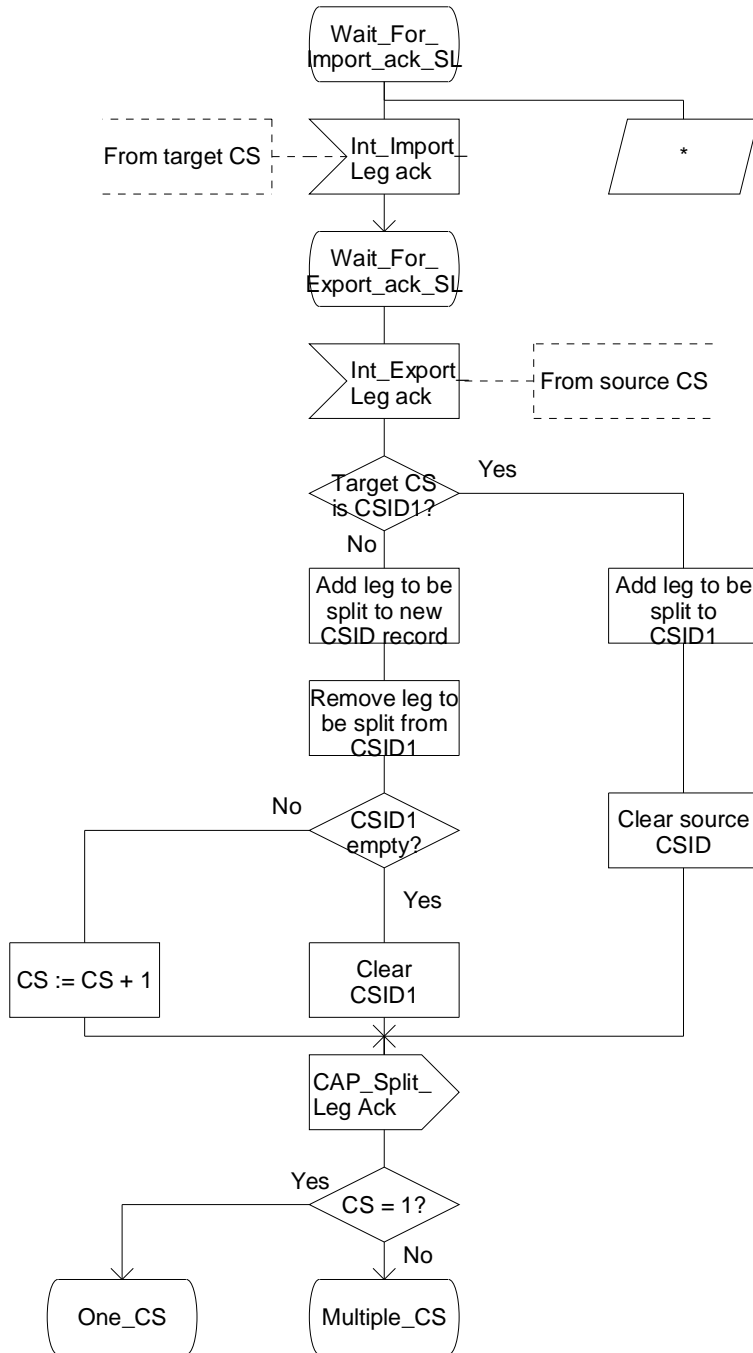 Wait_For_
Import_ack_SL
From target CS
Int_Import_
Leg ack
*
Wait_For_
Export_ack_SL
Int_Export_
Leg ack
From source CS
Target CS
is CSID1?
Yes
No
Add leg to be
split to new
CSID record
Add leg to be
split to
CSID1
Remove leg to
be split from
CSID1
No
CSID1
empty?
Clear source
CSID
Yes
CS := CS + 1
Clear
CSID1
CAP_Split_
Leg Ack
Yes
CS = 1?
No
One_CS
Multiple_CS